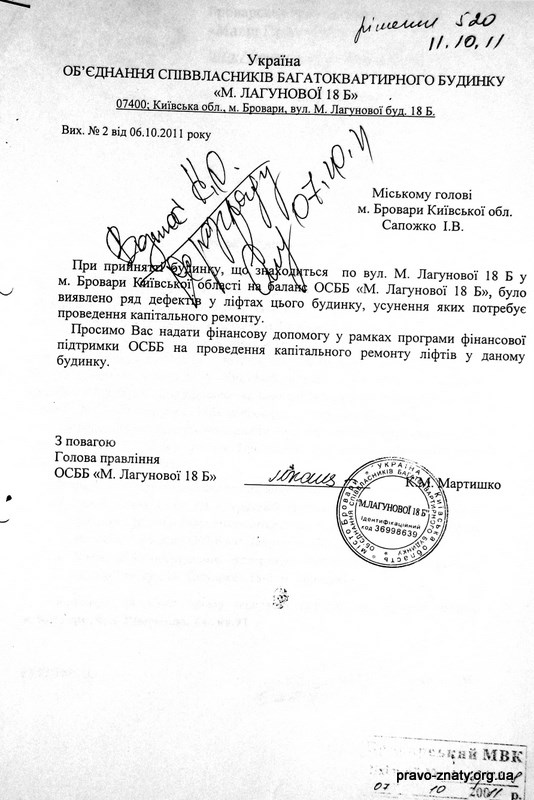 рішення 520
11.10.11
Україна
ОБ’ЄДНАННЯ СПІВВЛАСНИКІВ БАГАТОКВАРТИРНОГО БУДИНКУ
«М. ЛАГУНОВОЇ 18 Б»
07400; Київська обл., м. Бровари, вул. М. Лагунової буд. 18 Б.
Вих. № 2 від 06.10.2011 року
07.10.11
Міському голові
м. Бровари Київської обл.
Сапожко І.В.
При прийнятті будинку, що знаходиться по вул. М. Лагунової 18 Б у
м. Бровари Київської області на баланс ОСББ «М. Лагунової 18 Б», було
виявлено ряд дефектів у ліфтах цього будинку, усунення яких потребує
проведення капітального ремонту.
Просимо Вас надати фінансову допомогу у рамках програми фінансової
підтримки ОСББ на проведення капітального ремонту ліфтів у даному
будинку.
З повагою
Голова правління
ОСББ «М. Лагунової 18 Б»
К.М. Мартишко
* УКРАЇНА * Київська область * місто Бровари
ОБ’ЄДНАННЯ СПІВВЛАСНИКІВ БАГАТОКВАРТИРНОГО БУДИНКУ
"М.ЛАГУНОВОЇ 18 Б"
Ідентифікаційний
код 36998639
МВК
pravo-znaty.org.ua
07 10 2011 р.